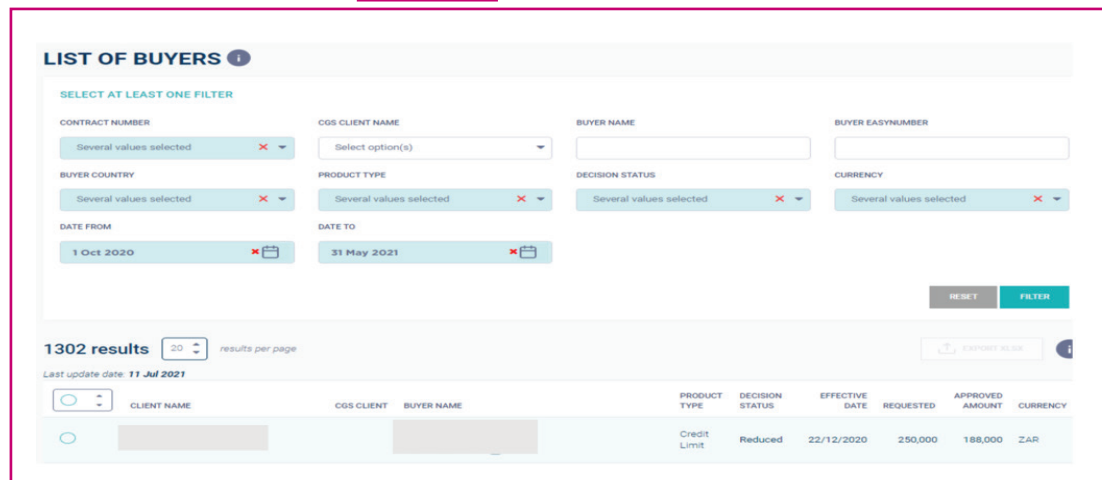 LIST OF BUYERS i
SELECT AT LEAST ONE FILTER
CONTRACT NUMBER CGS CLIENT NAME BUYER NAME BUYER EASYNUMBER
Several values selected Select option(s)
BUYER COUNTRY PRODUCT TYPE DECISION STATUS CURRENCY
Several values selected Several values selected Several values selected Several values selected
DATE FROM DATE TO
1 Oct 2020 31 May 2021
RESET FILTER
1302 results 20 results per page EXPORT XLSX i
Last update date: 11 Jul 2021
CLIENT NAME CGS CLIENT BUYER NAME PRODUCT TYPE DECISION STATUS EFFECTIVE DATE REQUESTED APPROVED AMOUNT CURRENCY
Credit Limit Reduced 22/12/2020 250,000 188,000 ZAR